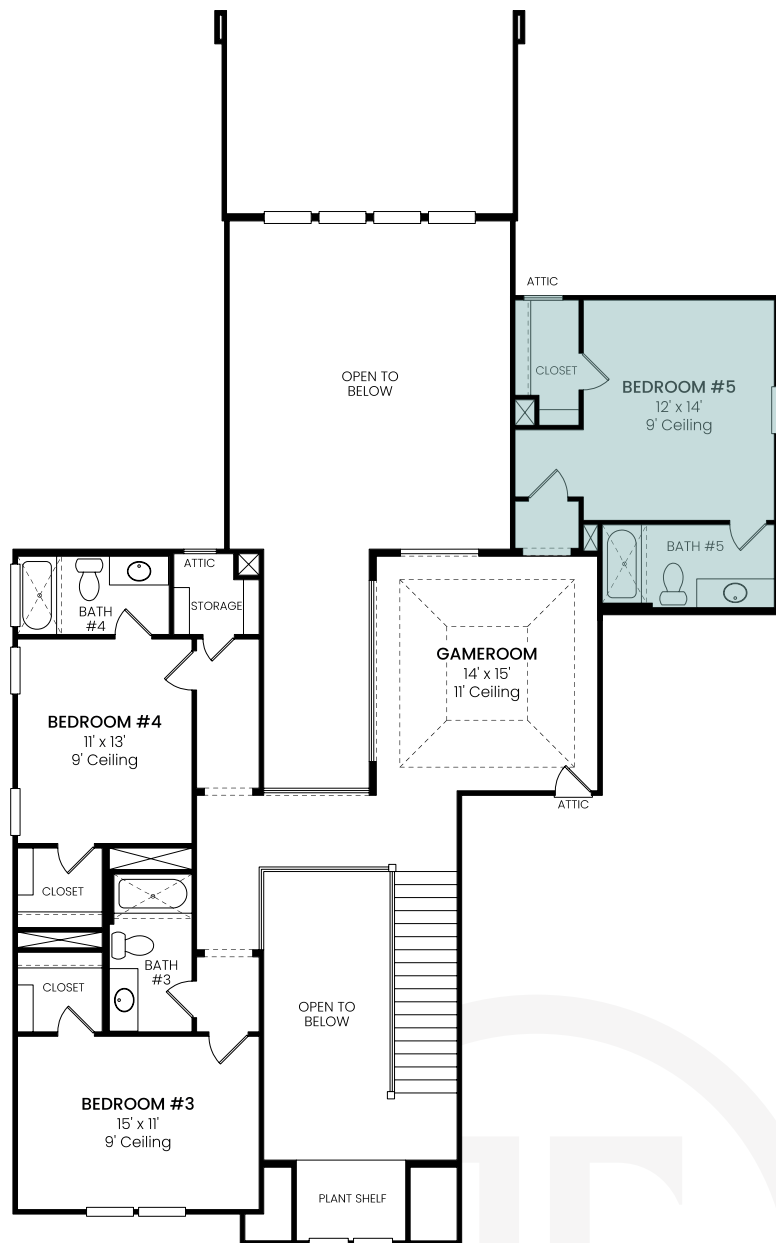 ATTIC
CLOSET
BEDROOM #5
12' x 14'
9' Ceiling
OPEN TO
BELOW
BATH #5
ATTIC
STORAGE
BATH
#4
GAMEROOM
14' x 15'
11' Ceiling
BEDROOM #4
11' x 13'
9' Ceiling
ATTIC
CLOSET
BATH
#3
CLOSET
OPEN TO
BELOW
BEDROOM #3
15' x 11'
9' Ceiling
PLANT SHELF